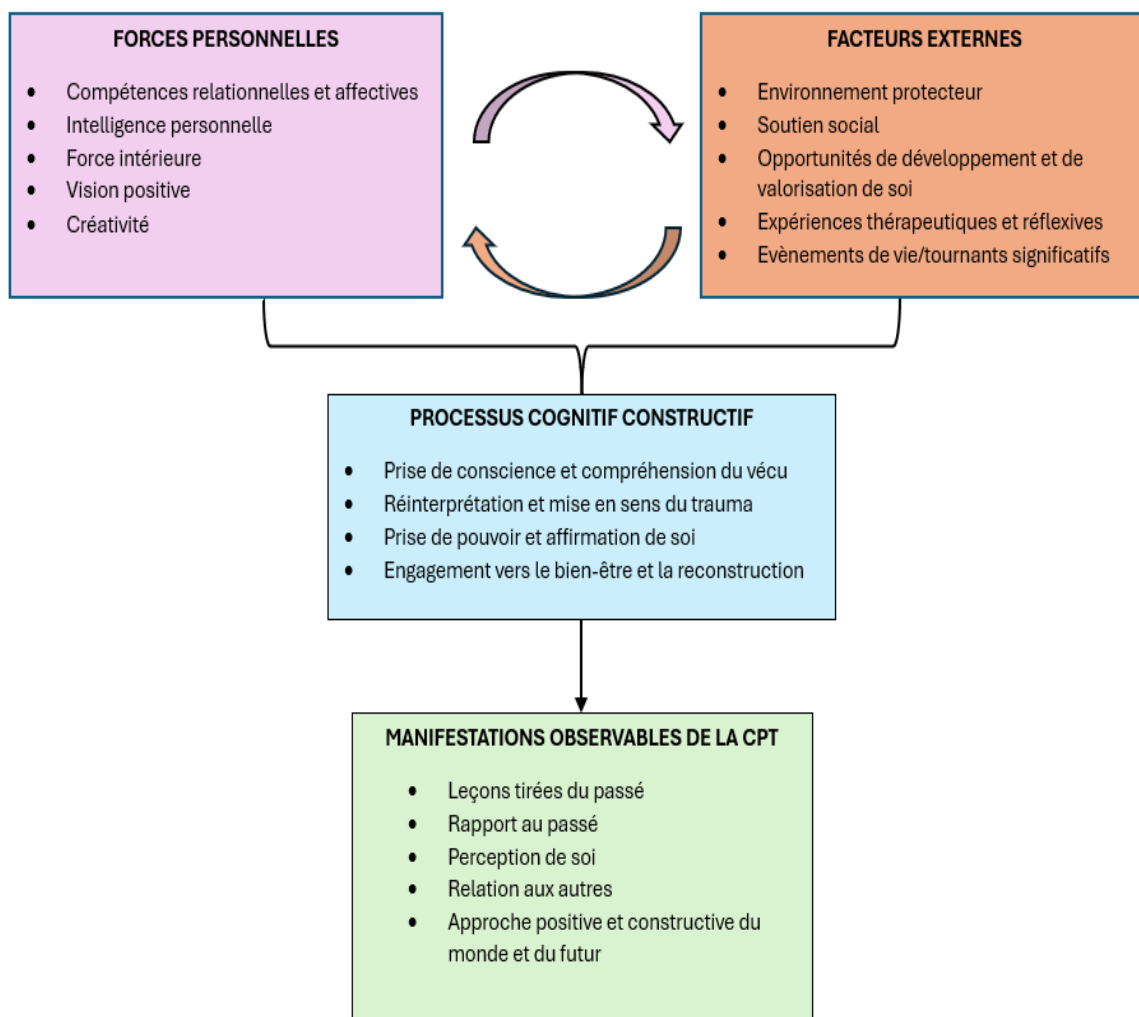 FORCES PERSONNELLES
• Compétences relationnelles et affectives
• Intelligence personnelle
• Force intérieure
• Vision positive
• Créativité
FACTEURS EXTERNES
• Environnement protecteur
• Soutien social
• Opportunités de développement et de
valorisation de soi
• Expériences thérapeutiques et réflexives
• Evènements de vie/tournants significatifs
PROCESSUS COGNITIF CONSTRUCTIF
• Prise de conscience et compréhension du vécu
• Réinterprétation et mise en sens du trauma
• Prise de pouvoir et affirmation de soi
• Engagement vers le bien-être et la reconstruction
MANIFESTATIONS OBSERVABLES DE LA CPT
• Leçons tirées du passé
• Rapport au passé
• Perception de soi
• Relation aux autres
• Approche positive et constructive du
monde et du futur